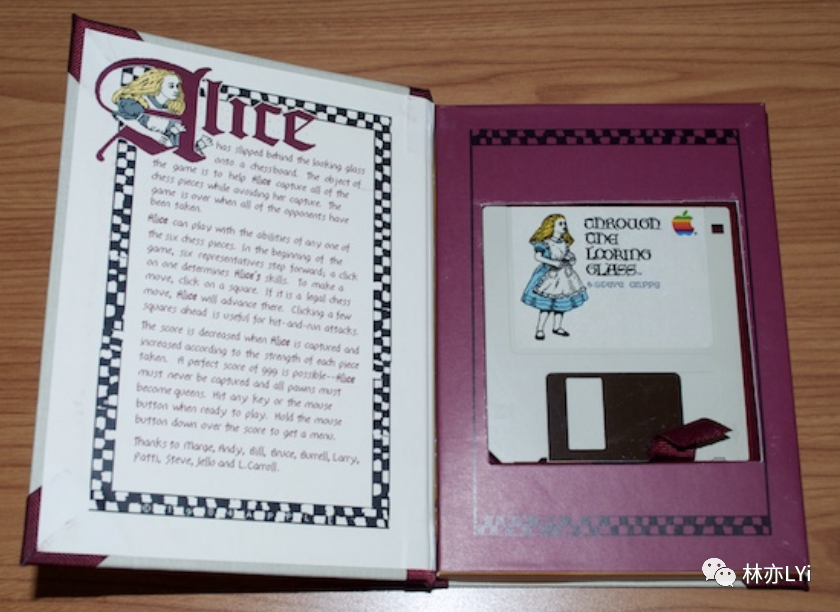 Alice
has slipped behind the looking glass
onto a chessboard. The object of
the game is to help Alice capture all of the
chess pieces while avoiding her capture. The
game is over when all of the opponents have
been taken.
Alice can play with the abilities of any one of
the six chess pieces. In the beginning of the
game, six representatives step forward, a click
on one determines Alice's skills. To make a
move, click on a square. If it is a legal chess
move, Alice will advance there. Clicking a few
squares ahead is useful for hit-and-run attacks.
The score is decreased when Alice is captured and
increased according to the strength of each piece
taken. A perfect score of 999 is possible--Alice
must never be captured and all pawns must
become queens. Hit any key or the mouse
button when ready to play. Hold the mouse
button down over the score to get a menu.
Thanks to Marge, Andy, Bill, Bruce, Burrell, Larry,
Patti, Steve, Jello and L.Carroll.
© 1984 APPLE
THROUGH
THE
LOOKING
GLASS™
林亦LYi